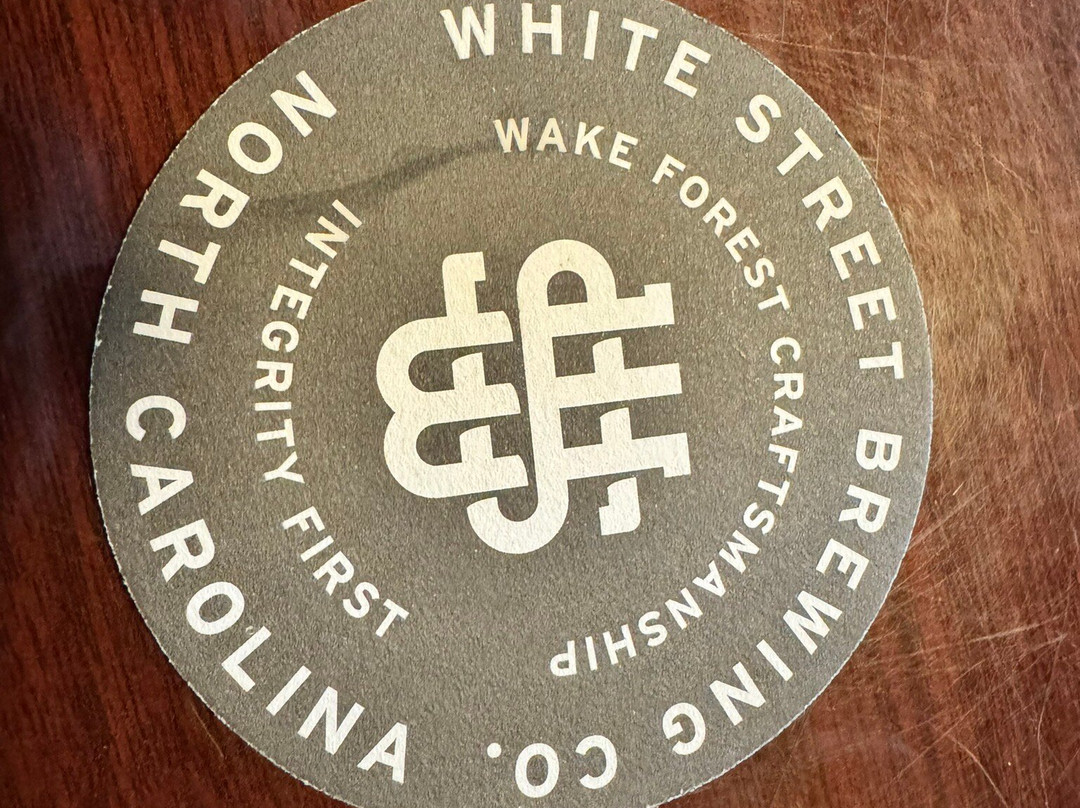 WHITE STREET BREWING CO.
NORTH CAROLINA
WAKE FOREST CRAFTSMANSHIP
INTEGRITY FIRST